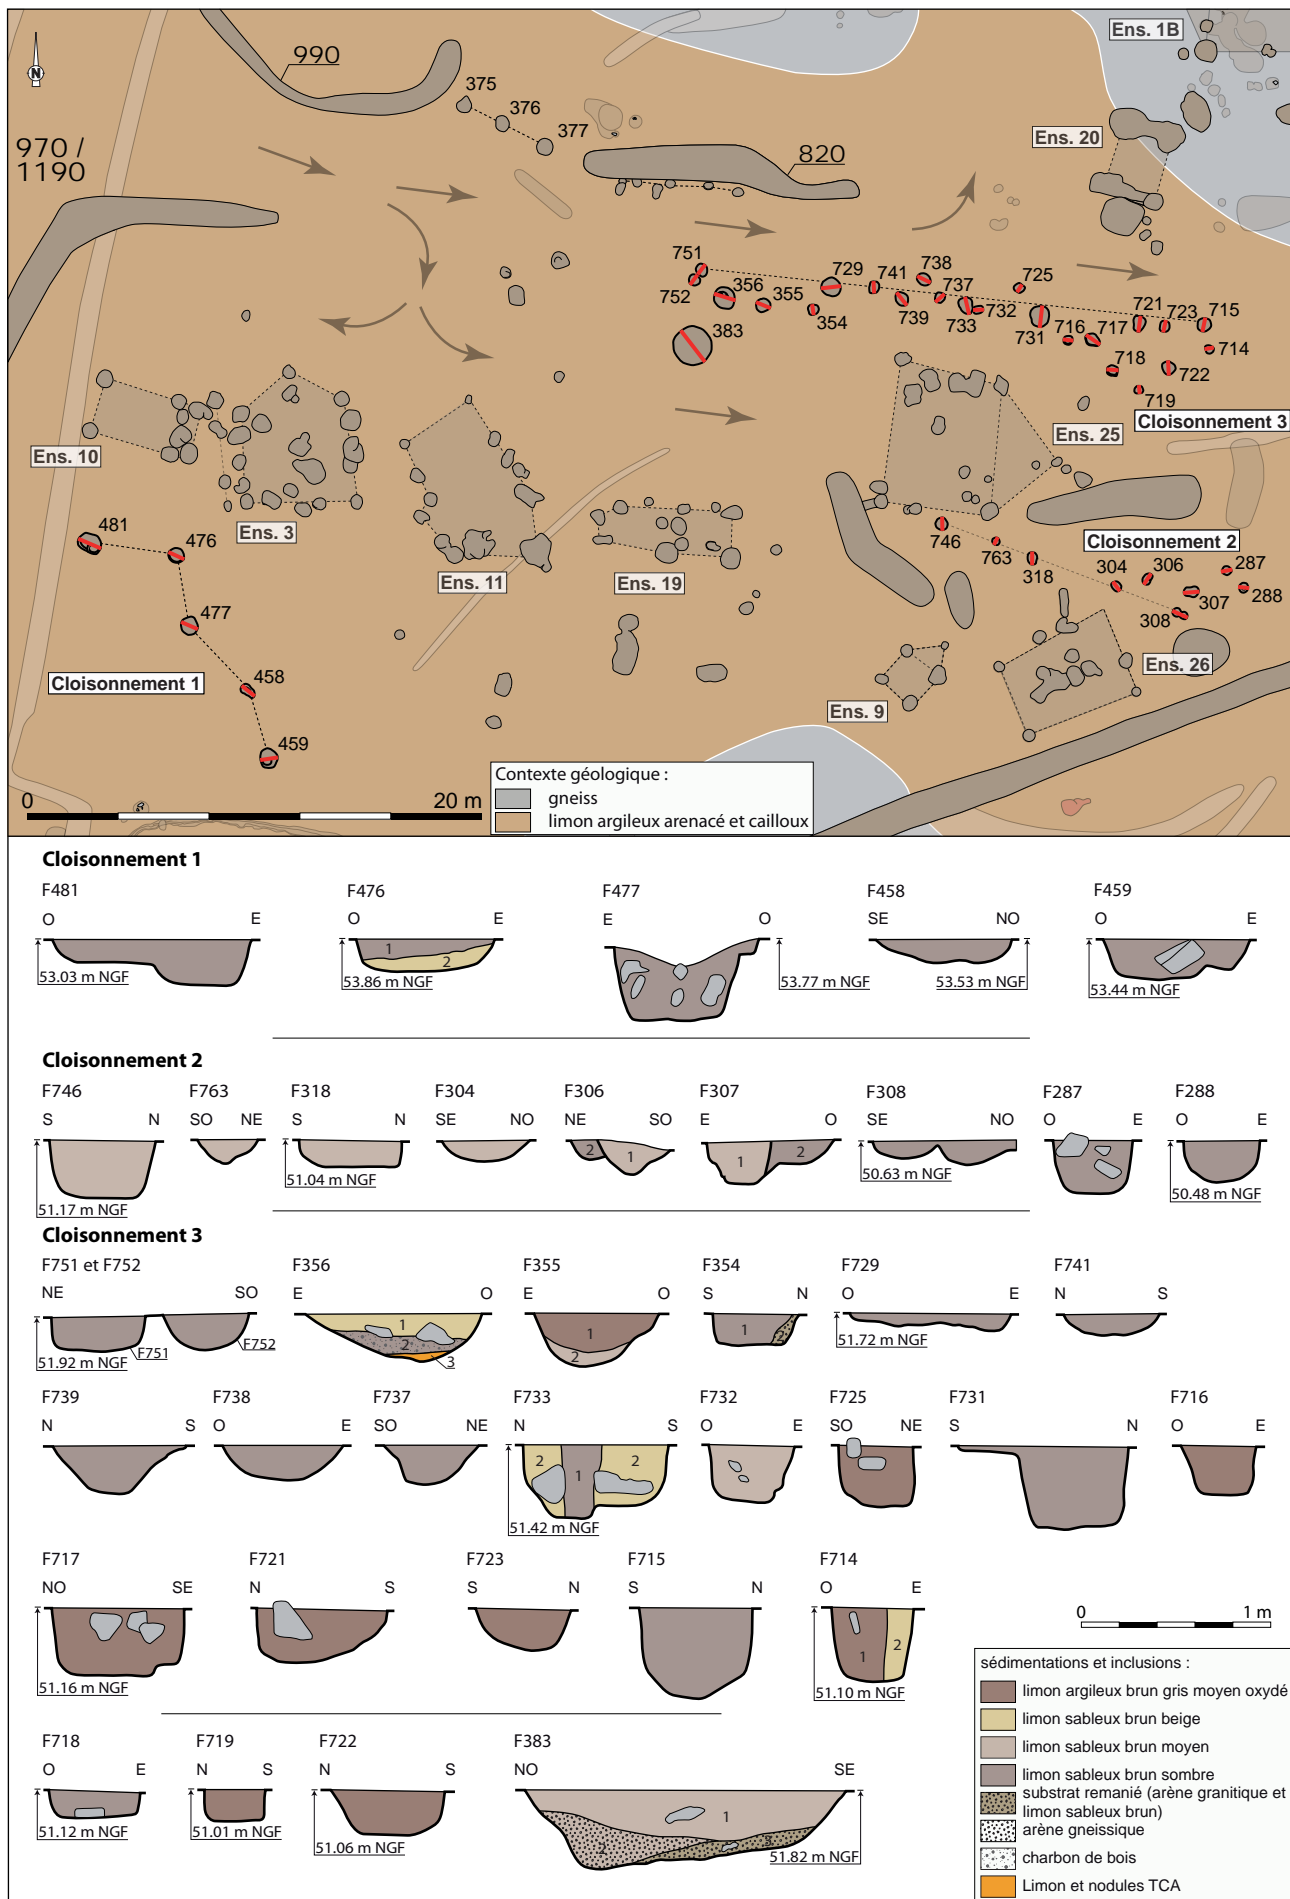 Ens. 1B
990
375
376
377
N
970 /
1190
820
Ens. 20
751
752
356
355
354
383
729
741
738
739
737
733
732
725
731
716
717
721
723
715
714
718
722
719
Cloisonnement 3
Ens. 10
Ens. 3
Ens. 11
Ens. 19
Ens. 25
481
476
477
458
459
Cloisonnement 1
746
763
318
Cloisonnement 2
304
306
287
307
288
308
Ens. 26
Ens. 9
0 20 m
Contexte géologique :
gneiss
limon argileux arenacé et cailloux
Cloisonnement 1
F481 F476 F477 F458 F459
O E O E E O SE NO O E
1
2
53.03 m NGF 53.86 m NGF 53.77 m NGF 53.53 m NGF 53.44 m NGF
Cloisonnement 2
F746 F763 F318 F304 F306 F307 F308 F287 F288
S N SO NE S N SE NO NE SO E O SE NO O E O E
2 1 1 2
51.17 m NGF 51.04 m NGF 50.63 m NGF 50.48 m NGF
Cloisonnement 3
F751 et F752 F356 F355 F354 F729 F741
NE SO E O E O S N O E N S
1 2 3 1 2 1 2
F751 F752
51.92 m NGF 51.72 m NGF
F739 F738 F737 F733 F732 F725 F731 F716
N S O E SO NE N S O E SO NE S N O E
2 1 2
51.42 m NGF
F717 F721 F723 F715 F714
NO SE N S S N S N O E
1 2
51.16 m NGF 51.10 m NGF
0 1 m
F718 F719 F722 F383
O E N S N S NO SE
1
2 3
51.12 m NGF 51.01 m NGF 51.06 m NGF 51.82 m NGF
sédimentations et inclusions :
limon argileux brun gris moyen oxydé
limon sableux brun beige
limon sableux brun moyen
limon sableux brun sombre
substrat remanié (arène granitique et
limon sableux brun)
arène gneissique
charbon de bois
Limon et nodules TCA